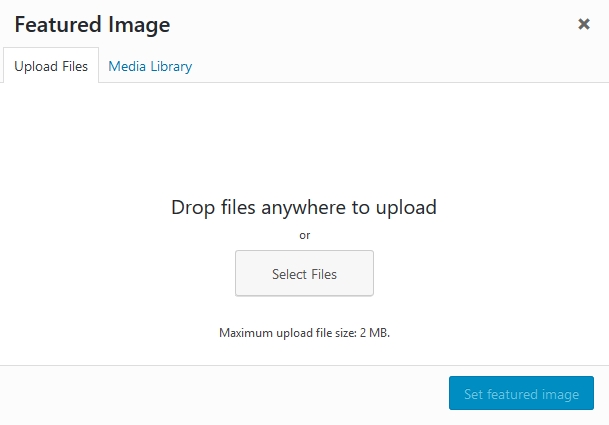 Featured Image
Upload Files
Media Library
Drop files anywhere to upload
or
Select Files
Maximum upload file size: 2 MB.
Set featured image